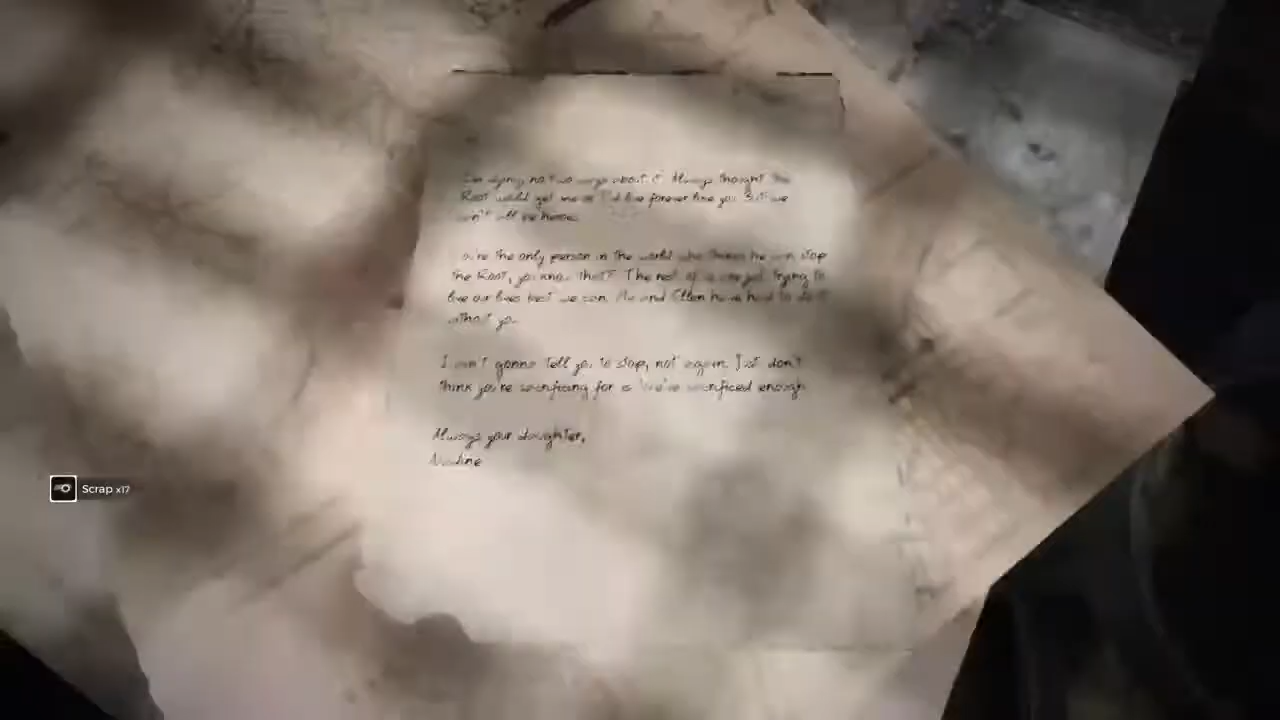 I'm dying, no two ways about it. Always thought the
Root would get me or I'd live forever like you. But we
can't all be heroes.
You're the only person in the world who thinks he can stop
the Root, you know that? The rest of us are just trying to
live our lives best we can. Me and Ellen have had to do it
without you.
I ain't gonna tell you to stop, not again. Just don't
think you're sacrificing for us. We've sacrificed enough
Always your daughter,
Nadine
Scrap x17